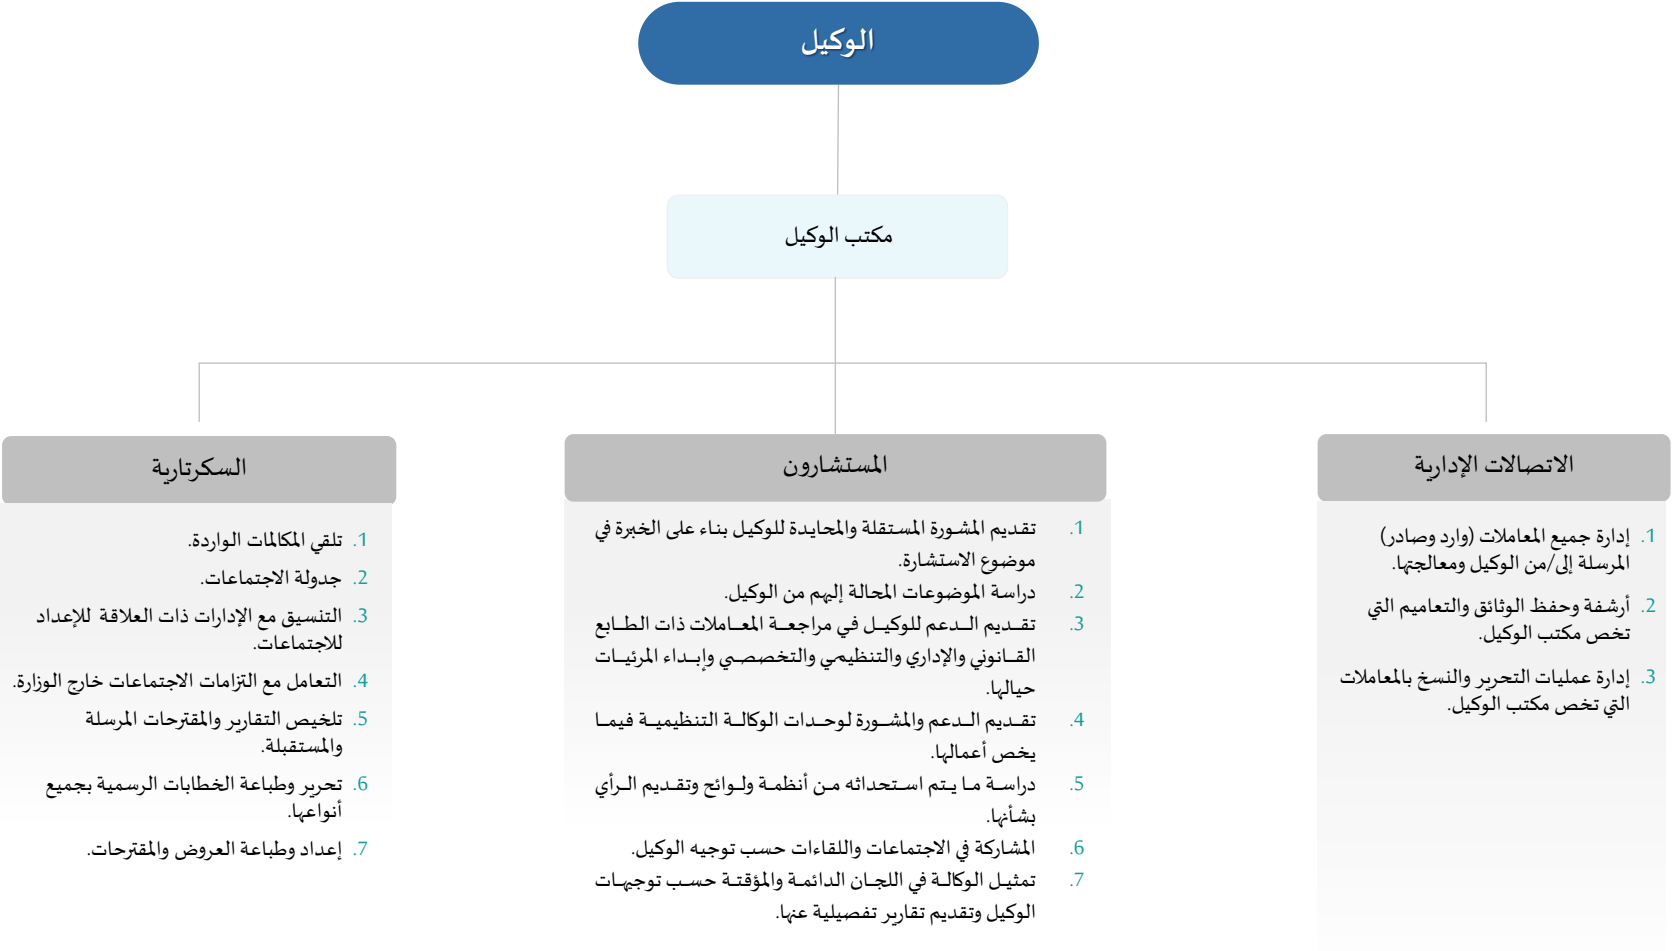 الوكيل
مكتب الوكيل
الاتصالات الإدارية
1. إدارة جميع المعاملات (وارد وصادر)
المرسلة إلى/من الوكيل ومعالجتها.
2. أرشفة وحفظ الوثائق والتعاميم التي
تخص مكتب الوكيل.
3. إدارة عمليات التحرير والنسخ بالمعاملات
التي تخص مكتب الوكيل.
المستشارون
1. تقديم المشورة المستقلة والمحايدة للوكيل بناء على الخبرة في
موضوع الاستشارة.
2. دراسة الموضوعات المحالة إليهم من الوكيل.
3. تقديم الدعم للوكيل في مراجعة المعاملات ذات الطابع
القانوني والإداري والتنظيمي والتخصصي وإبداء المرئيات
حيالها.
4. تقديم الدعم والمشورة لوحدات الوكالة التنظيمية فيما
يخص أعمالها.
5. دراسة ما يتم استحداثه من أنظمة ولوائح وتقديم الرأي
بشأنها.
6. المشاركة في الاجتماعات واللقاءات حسب توجيه الوكيل.
7. تمثيل الوكالة في اللجان الدائمة والمؤقتة حسب توجيهات
الوكيل وتقديم تقارير تفصيلية عنها.
السكرتارية
1. تلقي المكالمات الواردة.
2. جدولة الاجتماعات.
3. التنسيق مع الإدارات ذات العلاقة للإعداد
للاجتماعات.
4. التعامل مع التزامات الاجتماعات خارج الوزارة.
5. تلخيص التقارير والمقترحات المرسلة
والمستقبلة.
6. تحرير وطباعة الخطابات الرسمية بجميع
أنواعها.
7. إعداد وطباعة العروض والمقترحات.